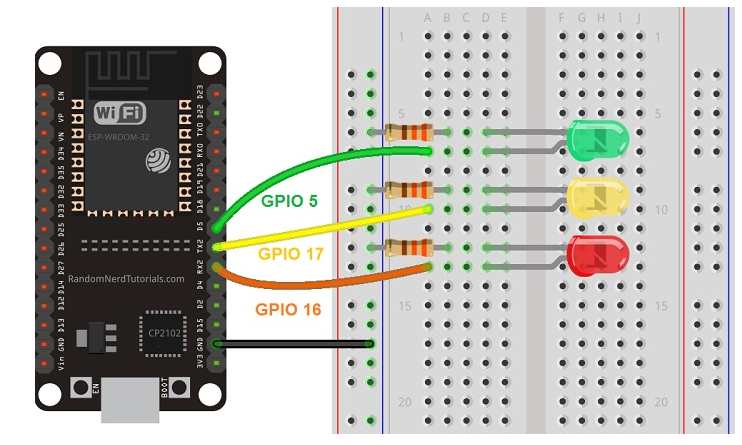 A B C D E
F G H I J
1
1
5
5
10
10
15
15
20
20
EN
VP
VN
D34
D35
D32
D33
D25
D26
D27
D14
D12
D13
GND
Vin
D23
D22
TX0
RX0
D21
D19
D18
D5
TX2
RX2
D4
D2
D15
GND
3V3
WiFi
ESP-WROOM-32
RandomNerdTutorials.com
CP2102
EN
BOOT
GPIO 5
GPIO 17
GPIO 16